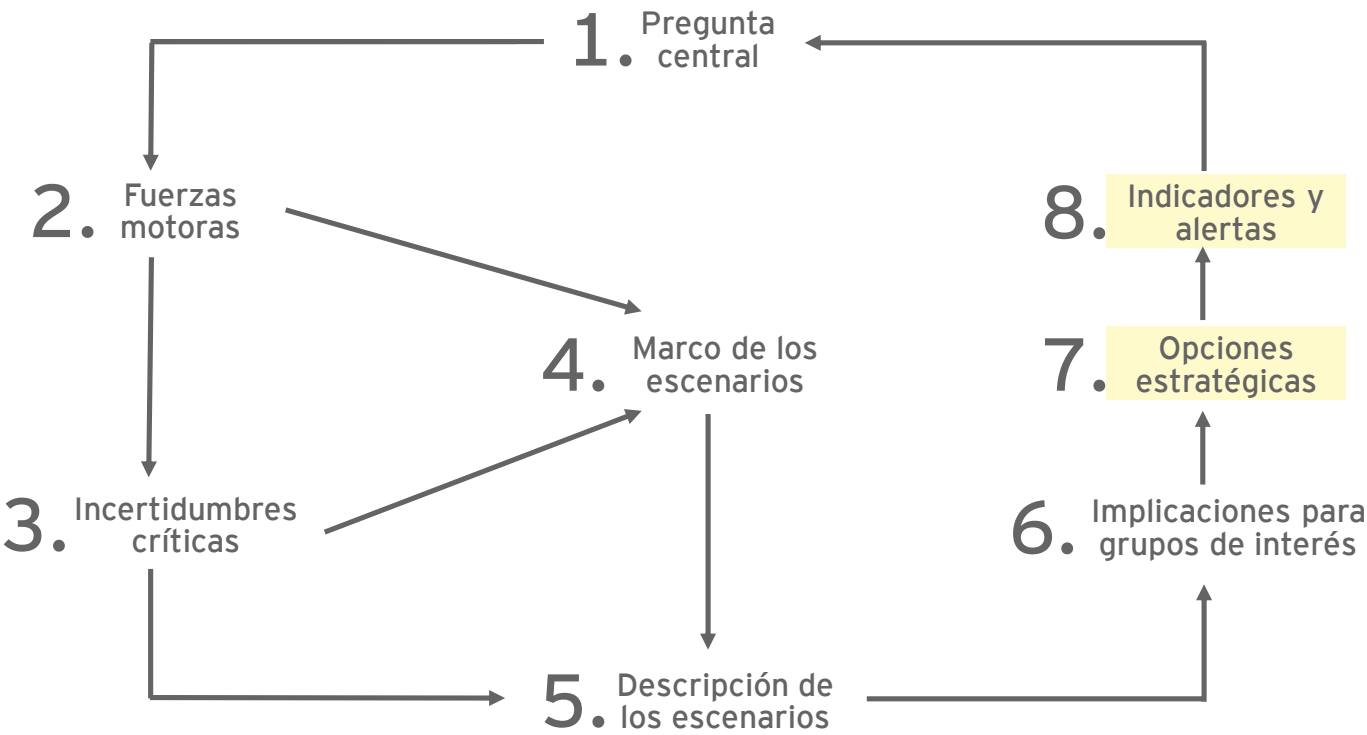 1. Pregunta
central
2. Fuerzas
motoras
3. Incertidumbres
críticas
4. Marco de los
escenarios
5. Descripción de
los escenarios
6. Implicaciones para
grupos de interés
7. Opciones
estratégicas
8. Indicadores y
alertas